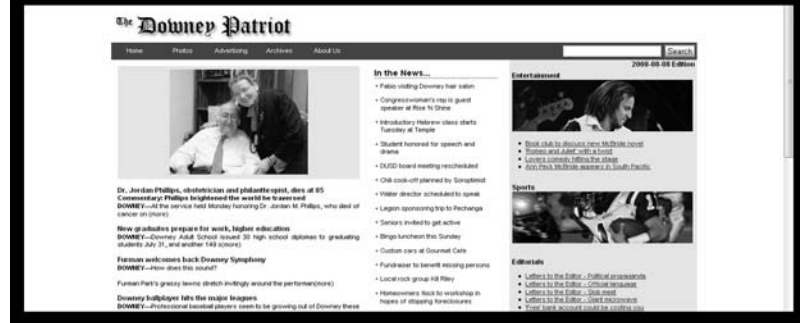 The Downey Patriot
Home Photos Advertising Archives About Us Search
2008-08-08 Edition
Dr. Jordan Phillips, obstetrician and philanthropist, dies at 85
Commentary: Phillips brightened the world he traversed
DOWNEY—At the service held Monday honoring Dr. Jordan M. Phillips, who died of
cancer on (more)
New graduates prepare for work, higher education
DOWNEY—Downey Adult School issued 30 high school diplomas to graduating
students July 31, and another 149 s(more)
Furman welcomes back Downey Symphony
DOWNEY—How does this sound?
Furman Park's grassy lawns stretch invitingly around the performan(more)
Downey ballplayer hits the major leagues
DOWNEY—Professional baseball players seem to be growing out of Downey these
In the News...
+ Fabio visiting Downey hair salon
+ Congresswoman's rep is guest
speaker at Rise 'N Shine
+ Introductory Hebrew class starts
Tuesday at Temple
+ Student honored for speech and
drama
+ DUSD board meeting rescheduled
+ Chili cook-off planned by Soroptimist
+ Water director scheduled to speak
+ Legion sponsoring trip to Pechanga
+ Seniors invited to get active
+ Bingo luncheon this Sunday
+ Custom cars at Gourmet Cafe
+ Fundraiser to benefit missing persons
+ Local rock group Kill Riley
+ Homeowners flock to workshop in
hopes of stopping foreclosures
Entertainment
Book club to discuss new McBride novel
'Romeo and Juliet' with a twist
Lovers comedy hitting the stage
Ann Peck McBride appears in South Pacific
Sports
Editorials
Letters to the Editor - Political propaganda
Letters to the Editor - Official language
Letters to the Editor - Club meet
Letters to the Editor - Giant microwave
'Free' bank account could be costing you